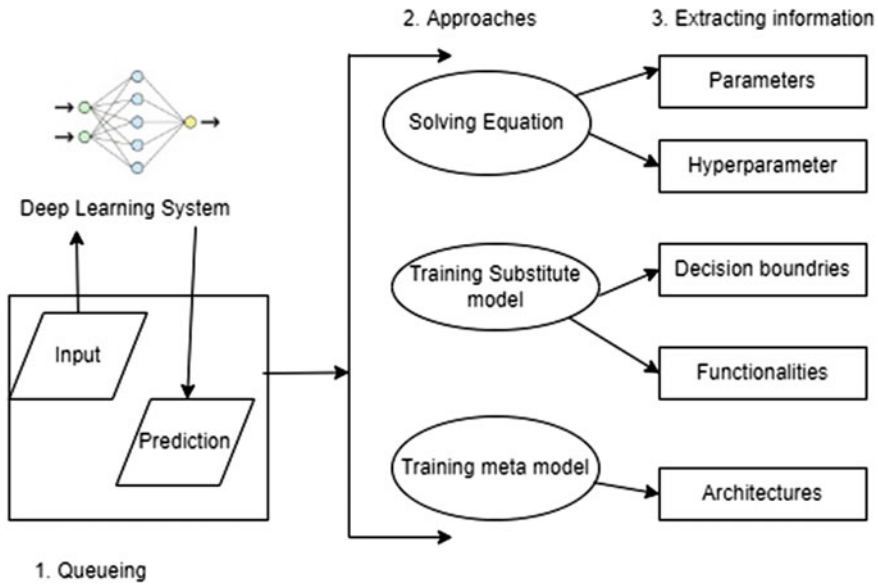 2. Approaches
3. Extracting information
Deep Learning System
Input
Prediction
1. Queueing
Solving Equation
Parameters
Hyperparameter
Training Substitute
model
Decision boundries
Functionalities
Training meta model
Architectures